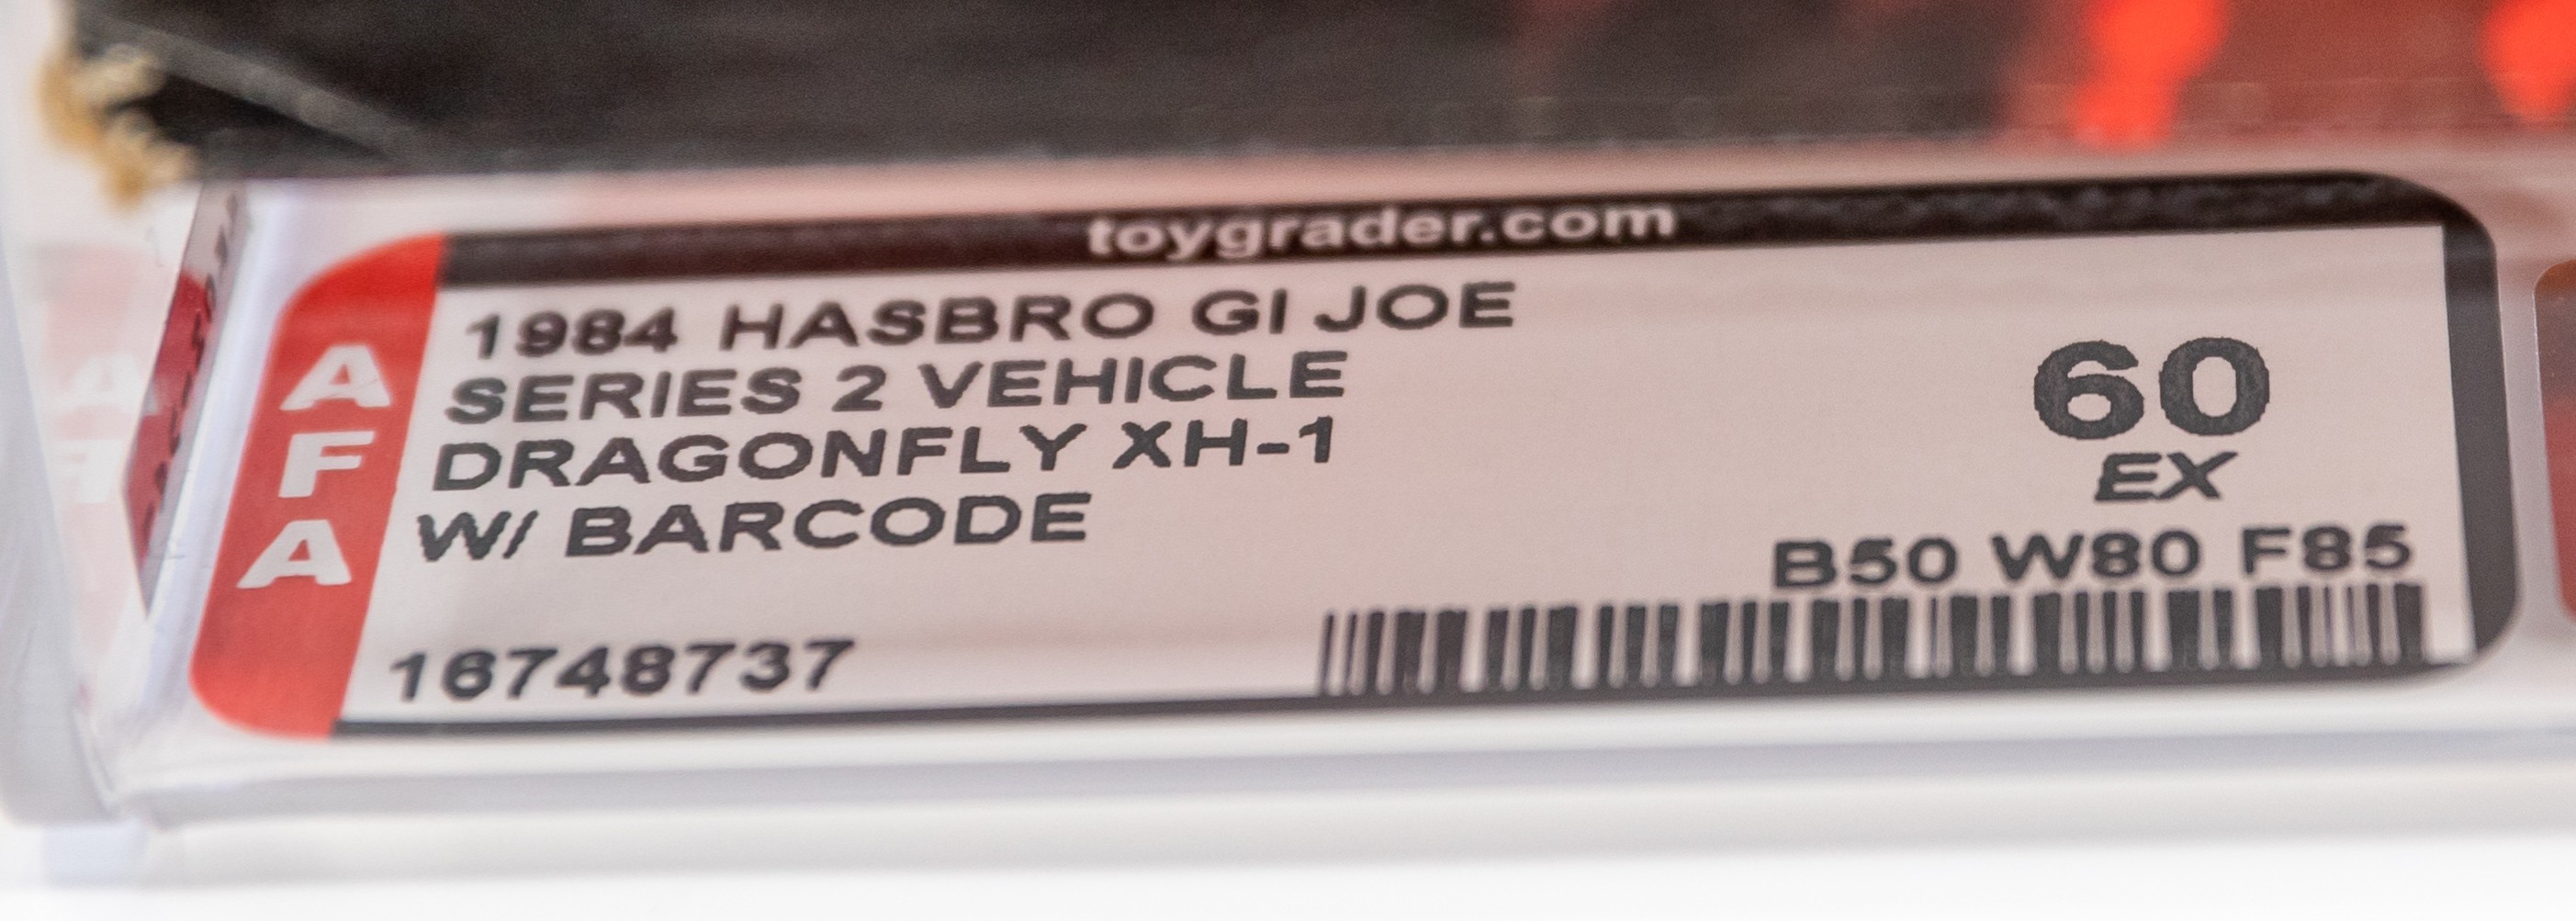 toygrader.com
AFA
1984 HASBRO GI JOE
SERIES 2 VEHICLE
DRAGONFLY XH-1
W/ BARCODE
60
EX
B50 W80 F85
16748737